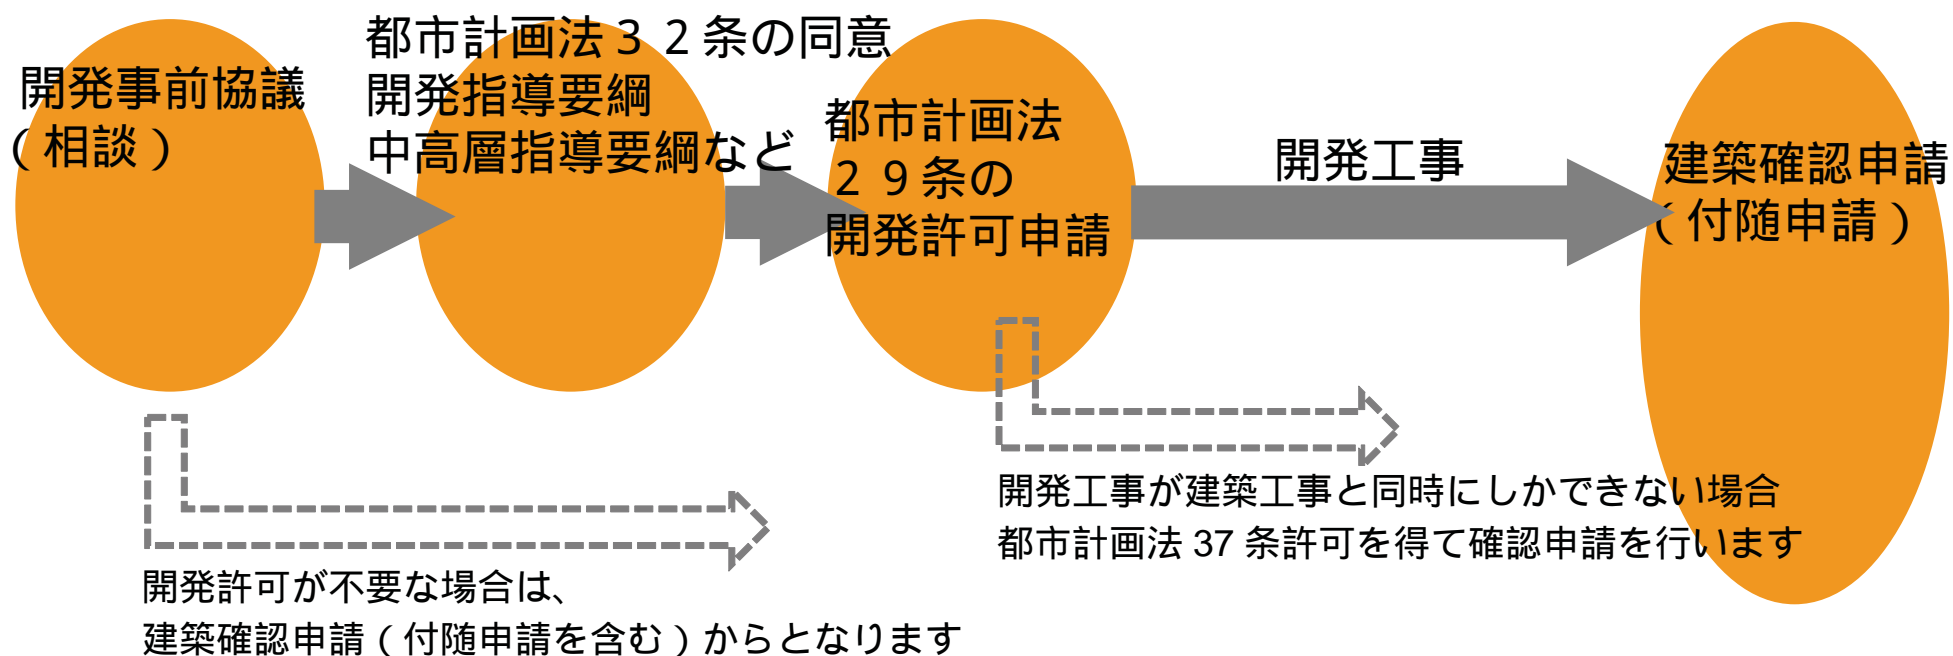 開発事前協議
（相談）
都市計画法３２条の同意
開発指導要綱
中高層指導要綱など
都市計画法
２９条の
開発許可申請
開発工事
建築確認申請
（付随申請）
開発工事が建築工事と同時にしかできない場合
都市計画法 37 条許可を得て確認申請を行います
開発許可が不要な場合は、
建築確認申請（付随申請を含む）からとなります